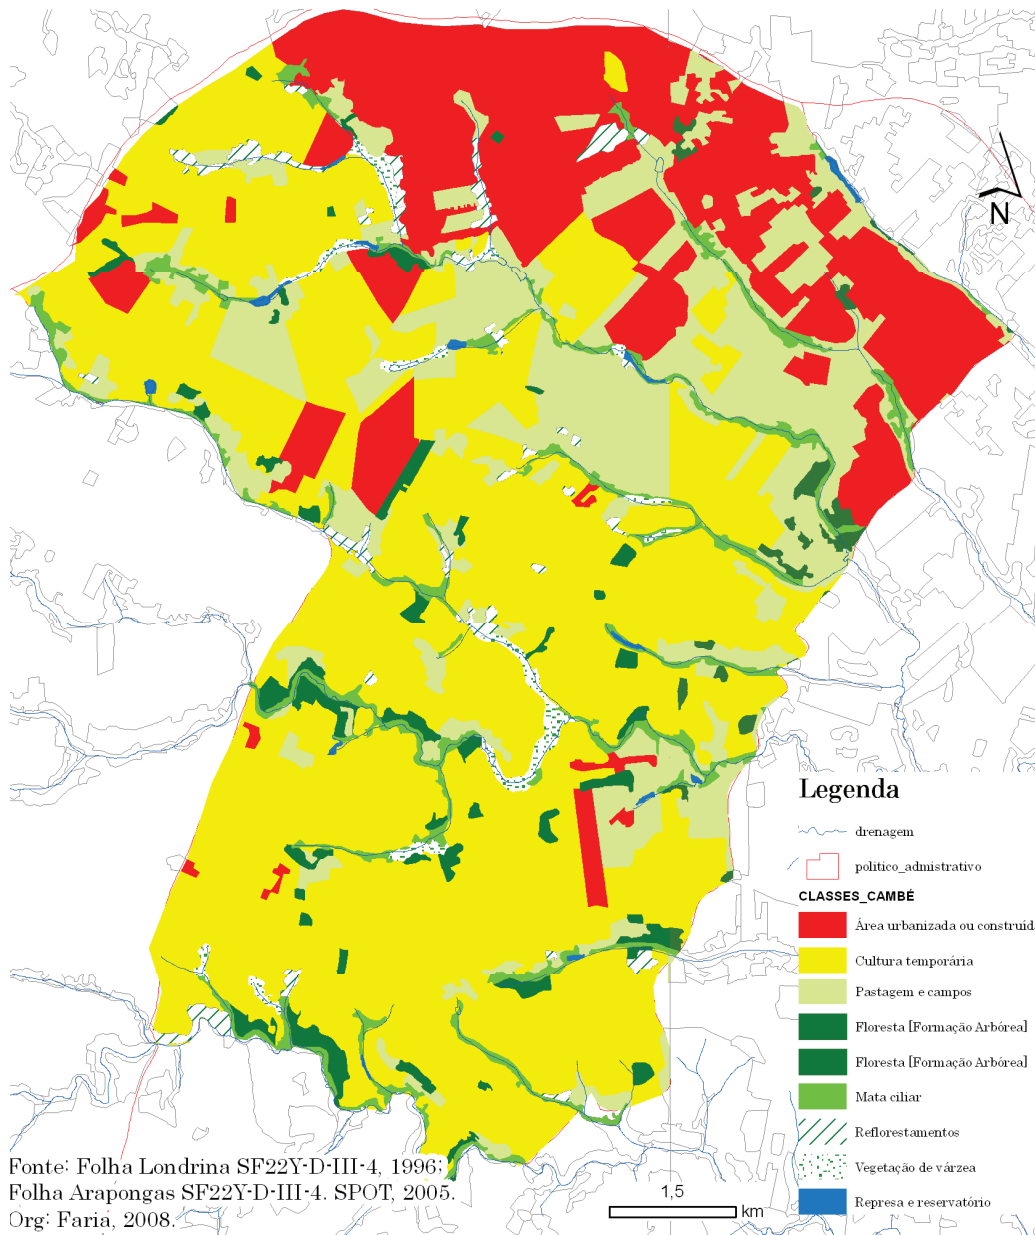 N
Legenda
drenagem
politico_admistrativo
CLASSES_CAMBÉ
Área urbanizada ou construíd
Cultura temporária
Pastagem e campos
Floresta [Formação Arbórea]
Floresta [Formação Arbórea]
Mata ciliar
Reflorestamentos
Vegetação de várzea
Represa e reservatório
Fonte: Folha Londrina SF22Y-D-III-4, 1996;
Folha Arapongas SF22Y-D-III-4. SPOT, 2005.
Org: Faria, 2008.
1,5
km